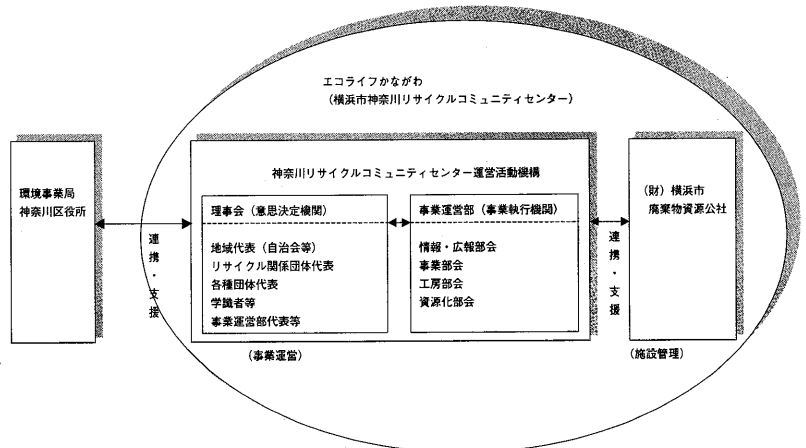 エコライフかながわ
（横浜市神奈川リサイクルコミュニティセンター）
環境事業局
神奈川区役所
連携・支援
神奈川リサイクルコミュニティセンター運営活動機構
理事会（意思決定機関）
地域代表（自治会等）
リサイクル関係団体代表
各種団体代表
学識者等
事業運営部代表等
事業運営部（事業執行機関）
情報・広報部会
事業部会
工房部会
資源化部会
（事業運営）
連携・支援
（財）横浜市
廃棄物資源公社
（施設管理）